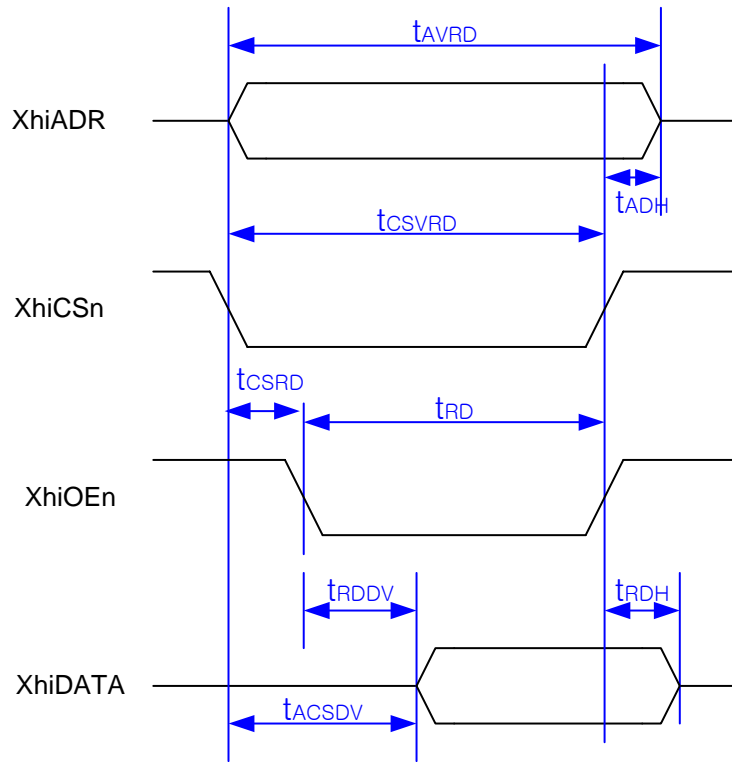 tAVRD
XhiADR
tADH
tCSVRD
XhiCSn
tCSRD
tRD
XhiOEn
tRDDV
tRDH
XhiDATA
tACSDV